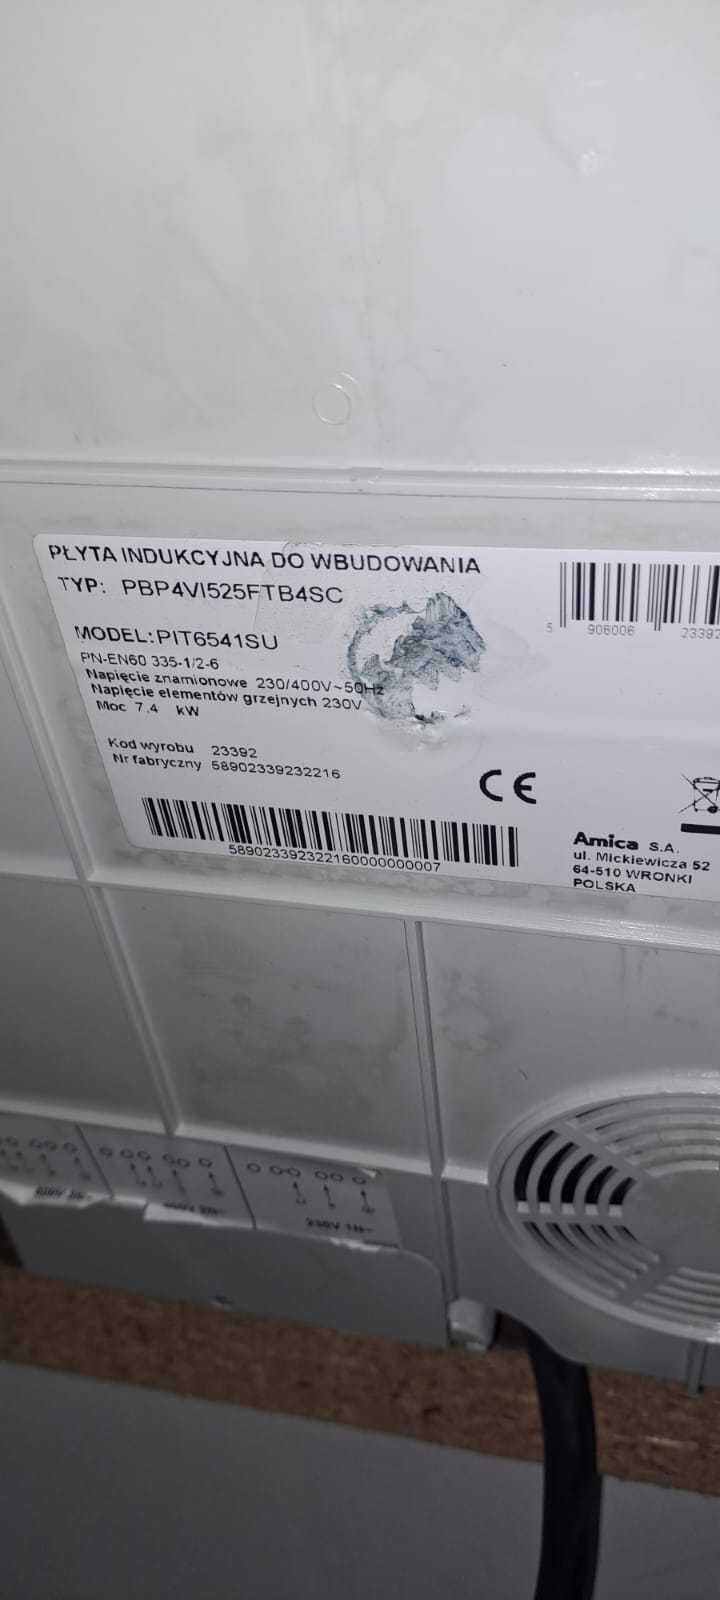 PŁYTA INDUKCYJNA DO WBUDOWANIA
TYP: PBP4VI525FTB4SC
MODEL:PIT6541SU
PN-EN60 335-1/2-6
Napięcie znamionowe 230/400V~50Hz
Napięcie elementów grzejnych 230V
Moc 7,4 kW
Kod wyrobu 23392
Nr fabryczny 58902339232216
589023392322160000000007
5 906006 23392
CE
Amica S.A.
ul. Mickiewicza 52
64-510 WRONKI
POLSKA
230V 1N~